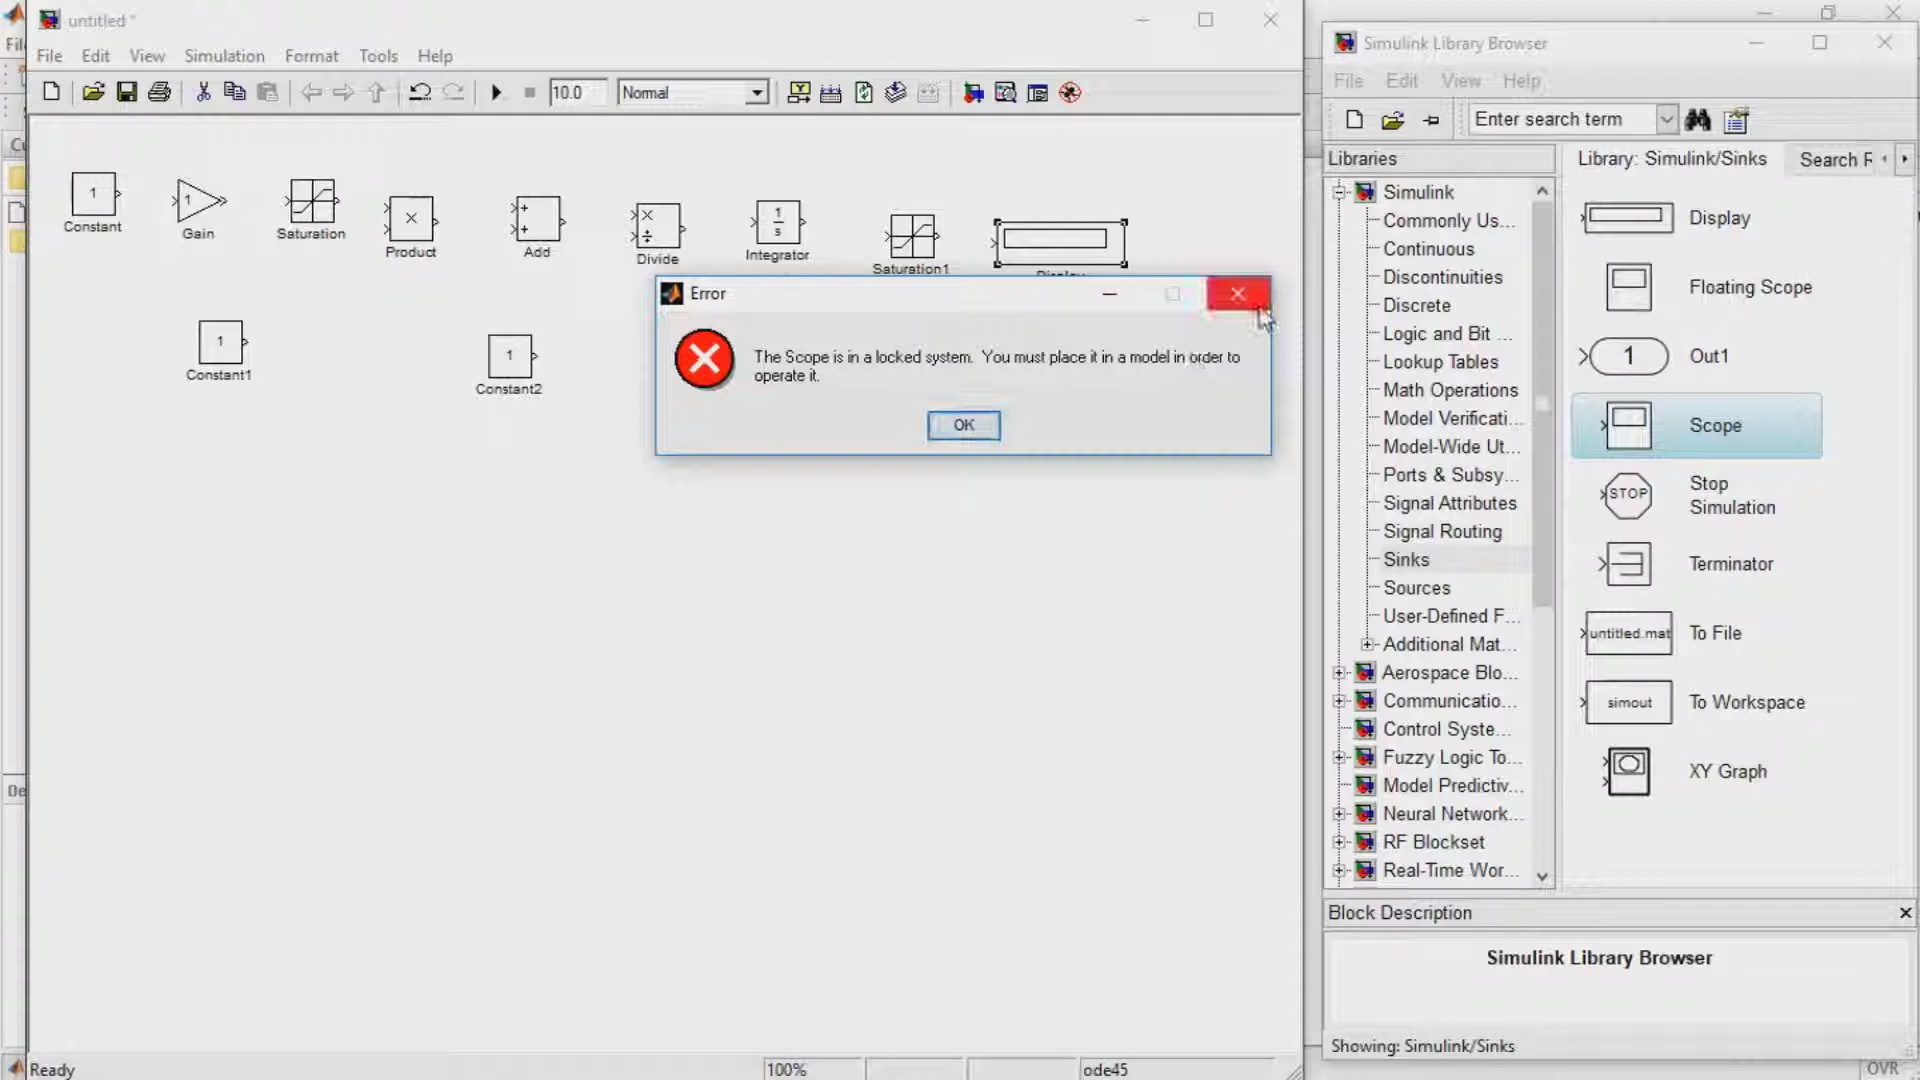 untitled *
File Edit View Simulation Format Tools Help
10.0 Normal
1
Constant
1
Gain
Saturation
×
Product
+
+
Add
×
÷
Divide
1
s
Integrator
Saturation1
1
Constant1
1
Constant2
Error
The Scope is in a locked system. You must place it in a model in order to
operate it.
OK
Ready 100% ode45
Simulink Library Browser
File Edit View Help
Enter search term
Libraries
Library: Simulink/Sinks Search R
Simulink
Commonly Us...
Continuous
Discontinuities
Discrete
Logic and Bit ...
Lookup Tables
Math Operations
Model Verificati...
Model-Wide Ut...
Ports & Subsy...
Signal Attributes
Signal Routing
Sinks
Sources
User-Defined F...
Additional Mat...
Aerospace Blo...
Communicatio...
Control Syste...
Fuzzy Logic To...
Model Predictiv...
Neural Network...
RF Blockset
Real-Time Wor...
Display
Floating Scope
1 Out1
Scope
STOP Stop
Simulation
Terminator
untitled.mat To File
simout To Workspace
XY Graph
Block Description
Simulink Library Browser
Showing: Simulink/Sinks
OVR